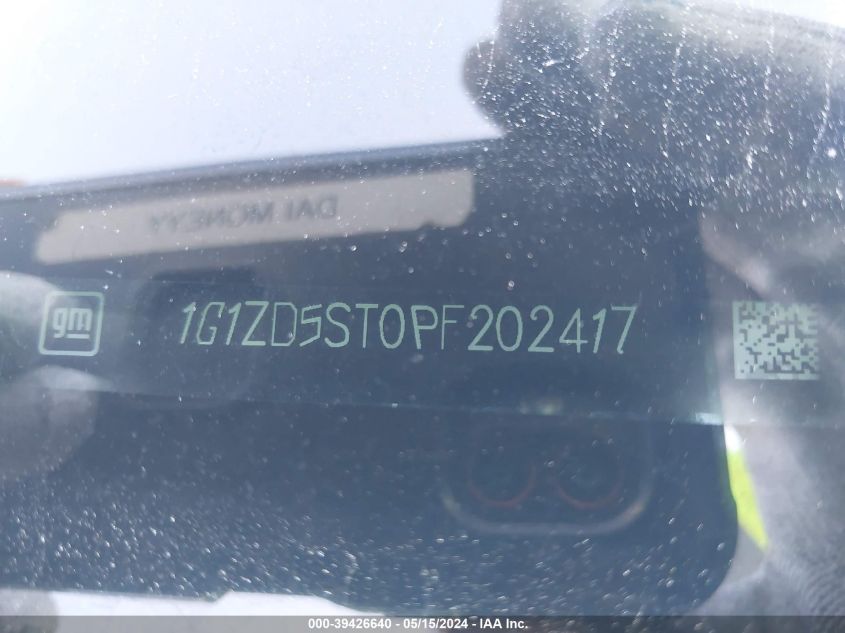 DAI MONEYY
gm
1G1ZD5ST0PF202417
000-39426640 - 05/15/2024 - IAA Inc.